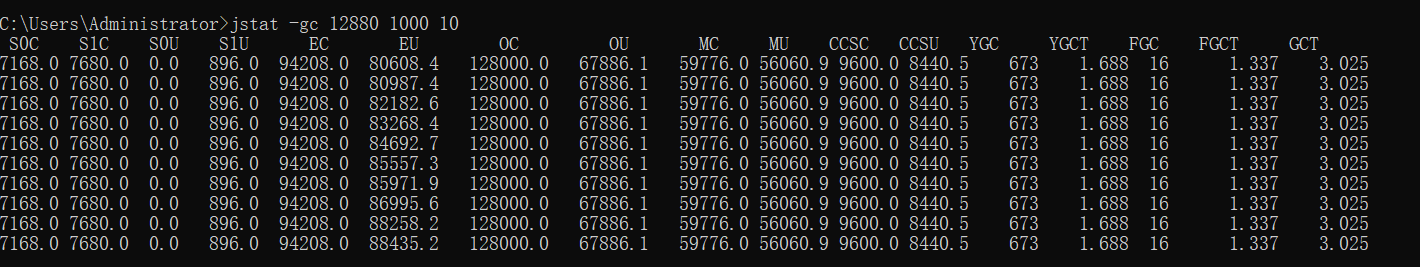 C:\Users\Administrator>jstat -gc 12880 1000 10
S0C S1C S0U S1U EC EU OC OU MC MU CCSC CCSU YGC YGCT FGC FGCT GCT
7168.0 7680.0 0.0 896.0 94208.0 80608.4 128000.0 67886.1 59776.0 56060.9 9600.0 8440.5 673 1.688 16 1.337 3.025
7168.0 7680.0 0.0 896.0 94208.0 80987.4 128000.0 67886.1 59776.0 56060.9 9600.0 8440.5 673 1.688 16 1.337 3.025
7168.0 7680.0 0.0 896.0 94208.0 82182.6 128000.0 67886.1 59776.0 56060.9 9600.0 8440.5 673 1.688 16 1.337 3.025
7168.0 7680.0 0.0 896.0 94208.0 83268.4 128000.0 67886.1 59776.0 56060.9 9600.0 8440.5 673 1.688 16 1.337 3.025
7168.0 7680.0 0.0 896.0 94208.0 84692.7 128000.0 67886.1 59776.0 56060.9 9600.0 8440.5 673 1.688 16 1.337 3.025
7168.0 7680.0 0.0 896.0 94208.0 85557.3 128000.0 67886.1 59776.0 56060.9 9600.0 8440.5 673 1.688 16 1.337 3.025
7168.0 7680.0 0.0 896.0 94208.0 85971.9 128000.0 67886.1 59776.0 56060.9 9600.0 8440.5 673 1.688 16 1.337 3.025
7168.0 7680.0 0.0 896.0 94208.0 86995.6 128000.0 67886.1 59776.0 56060.9 9600.0 8440.5 673 1.688 16 1.337 3.025
7168.0 7680.0 0.0 896.0 94208.0 88258.2 128000.0 67886.1 59776.0 56060.9 9600.0 8440.5 673 1.688 16 1.337 3.025
7168.0 7680.0 0.0 896.0 94208.0 88435.2 128000.0 67886.1 59776.0 56060.9 9600.0 8440.5 673 1.688 16 1.337 3.025